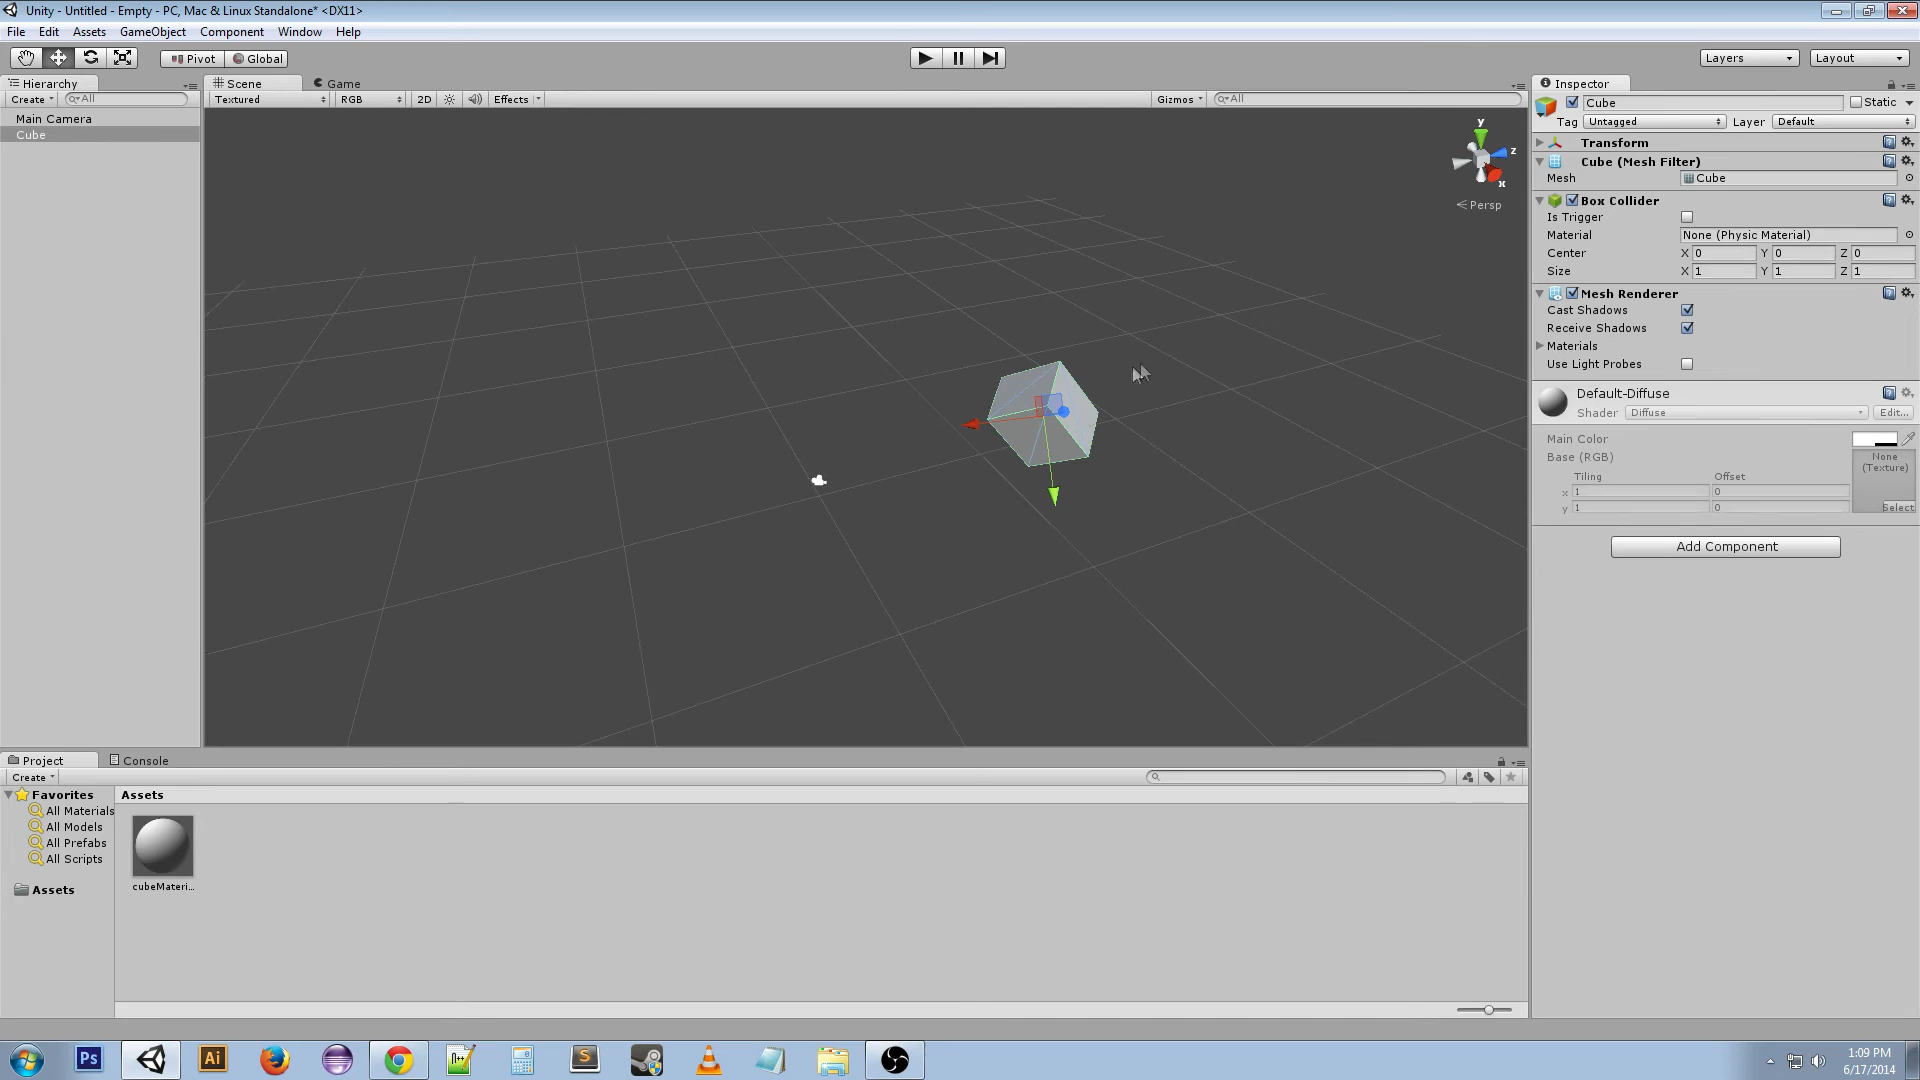 Unity - Untitled - Empty - PC, Mac & Linux Standalone* <DX11>
File Edit Assets GameObject Component Window Help
Pivot Global Layers Layout
Hierarchy
Create All
Main Camera
Cube
Scene Game
Textured RGB 2D Effects Gizmos All
y
z
x
Persp
Inspector
Cube Static
Tag Untagged Layer Default
Transform
Cube (Mesh Filter)
Mesh Cube
Box Collider
Is Trigger
Material None (Physic Material)
Center X 0 Y 0 Z 0
Size X 1 Y 1 Z 1
Mesh Renderer
Cast Shadows
Receive Shadows
Materials
Use Light Probes
Default-Diffuse
Shader Diffuse Edit...
Main Color
Base (RGB) None
(Texture)
Tiling Offset
x 1 0
y 1 0 Select
Add Component
Project Console
Create
Favorites
All Materials
All Models
All Prefabs
All Scripts
Assets
Assets
cubeMateri...
Ps Ai S
1:09 PM
6/17/2014